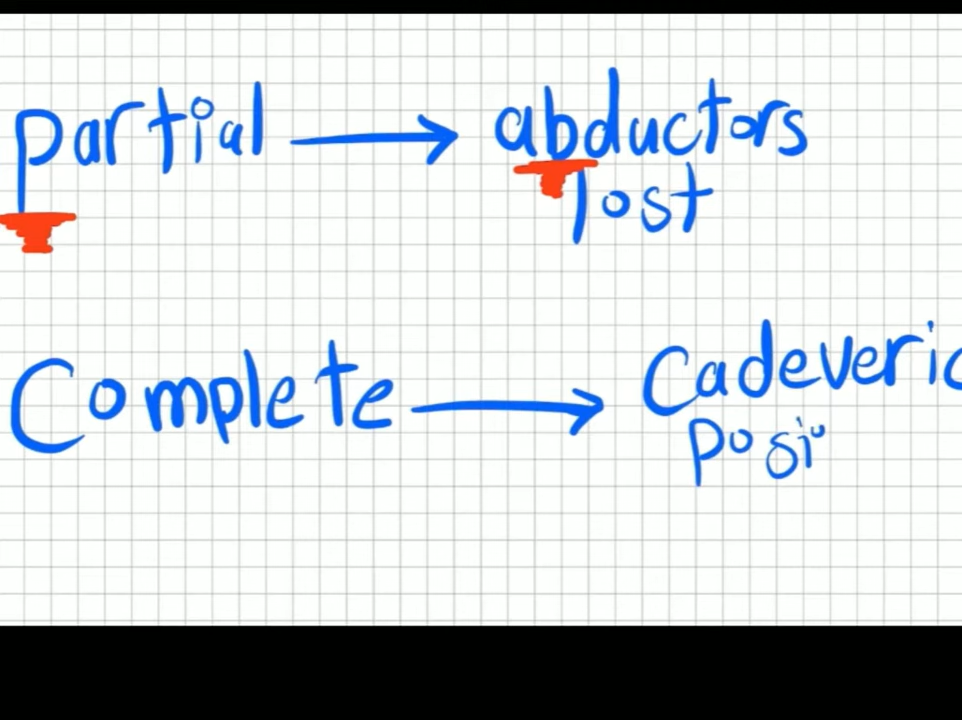 partial → abductors
lost
Complete → Cadeveric
Posi